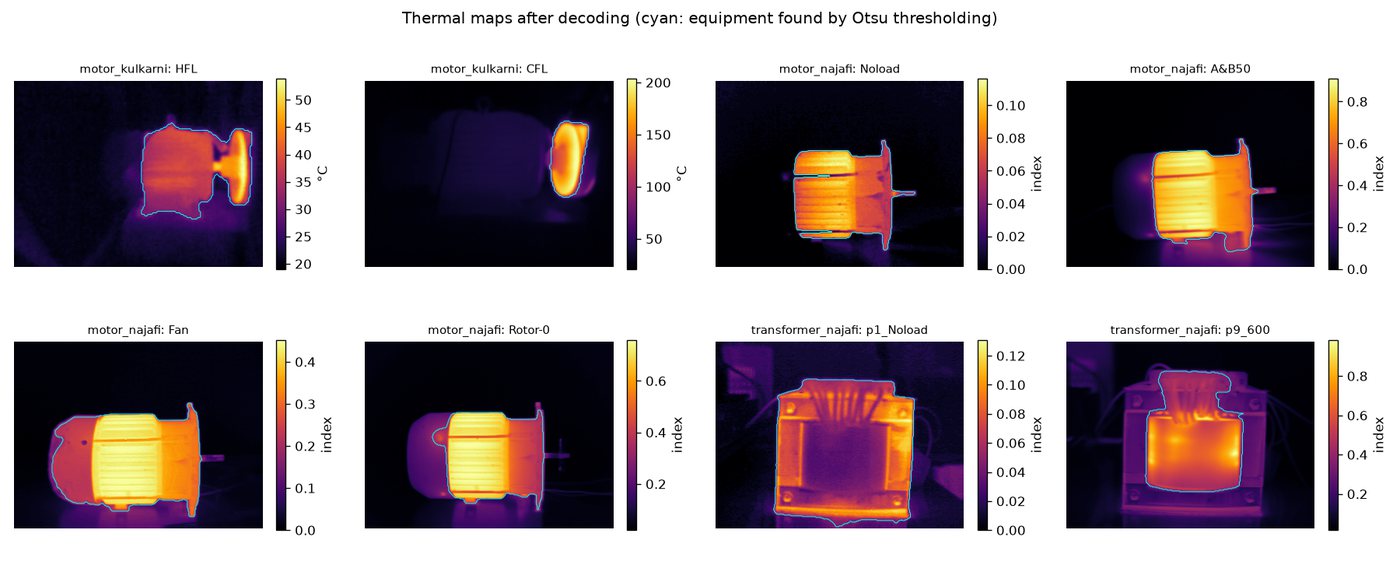 Thermal maps after decoding (cyan: equipment found by Otsu thresholding)
motor_kulkarni: HFL
50
45
40
35
30
25
20
°C
motor_kulkarni: CFL
200
150
100
50
°C
motor_najafi: Noload
0.10
0.08
0.06
0.04
0.02
0.00
index
motor_najafi: A&B50
0.8
0.6
0.4
0.2
0.0
index
motor_najafi: Fan
0.4
0.3
0.2
0.1
0.0
index
motor_najafi: Rotor-0
0.6
0.4
0.2
index
transformer_najafi: p1_Noload
0.12
0.10
0.08
0.06
0.04
0.02
0.00
index
transformer_najafi: p9_600
0.8
0.6
0.4
0.2
index